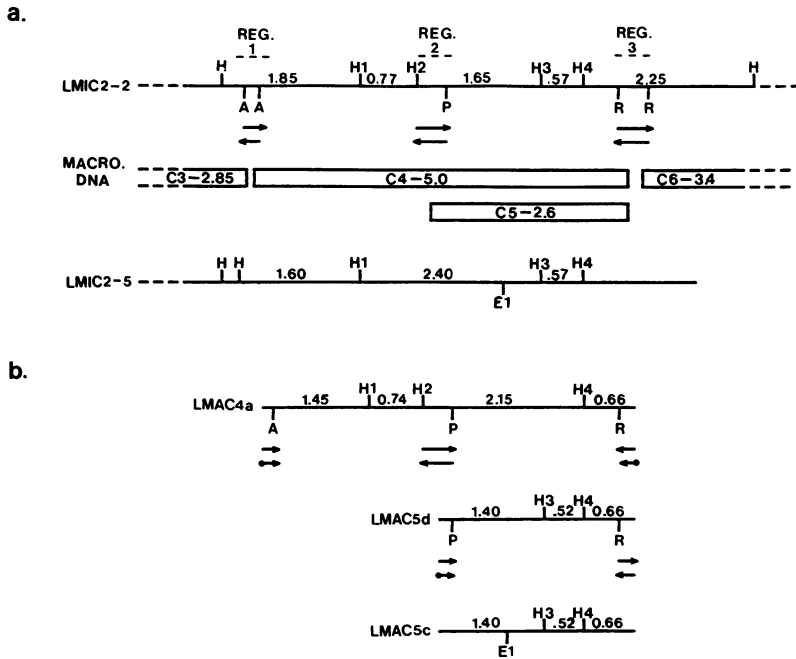 a.
REG. 1 REG. 2 REG. 3
H H1 H2 H3 H4 H
LMIC2-2 1.85 0.77 1.65 .57 2.25
A A P R R
MACRO. DNA
C3-2.85 C4-5.0 C6-3.4
C5-2.6
H H H1 H3 H4
LMIC2-5 1.60 2.40 .57
E1
b.
H1 H2 H4
LMAC4a 1.45 0.74 2.15 0.66
A P R
H3 H4
LMAC5d 1.40 .52 0.66
P R
H3 H4
LMAC5c 1.40 .52 0.66
E1